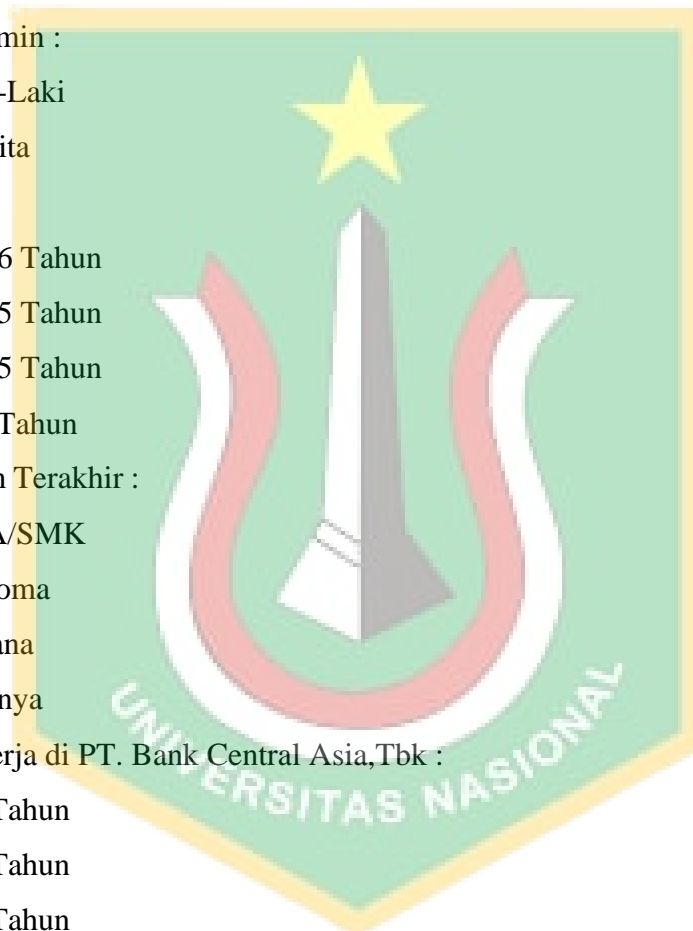 min :
-Laki
ita
6 Tahun
5 Tahun
5 Tahun
Tahun
n Terakhir :
A/SMK
oma
ana
nya
erja di PT. Bank Central Asia,Tbk :
Tahun
Tahun
Tahun
UNIVERSITAS NASIONAL